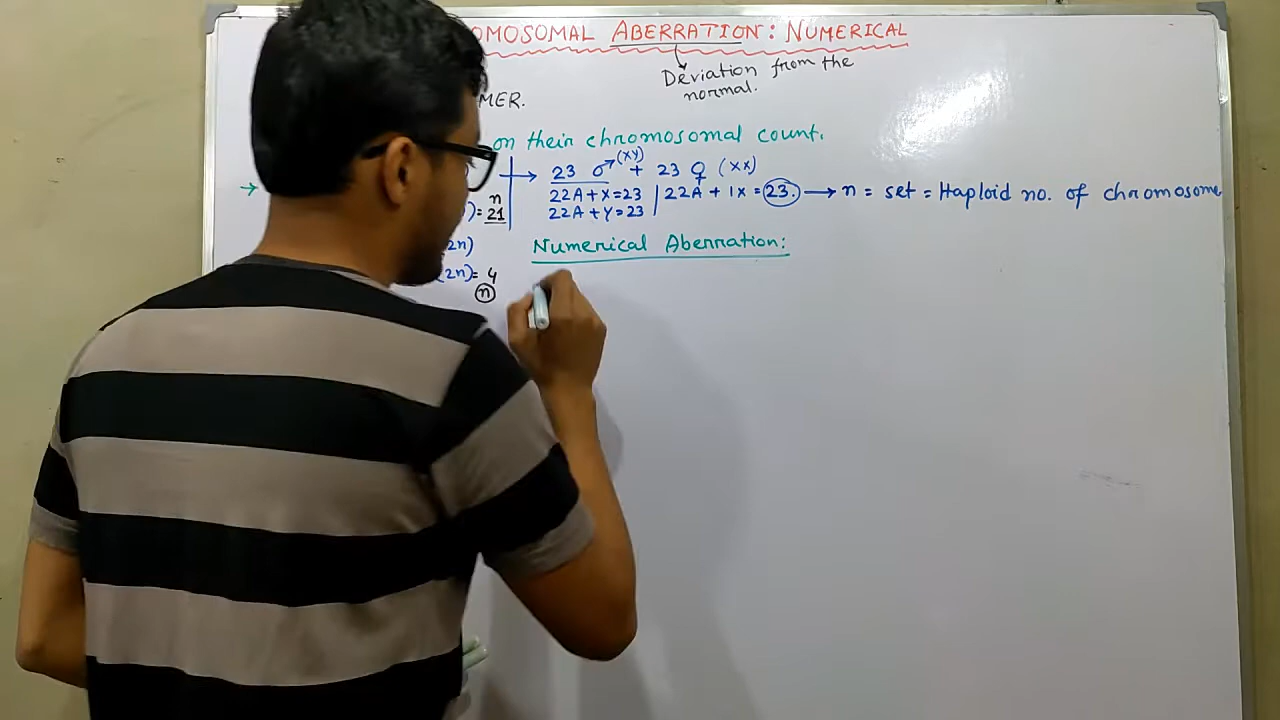 OMOSOMAL ABERRATION: NUMERICAL
Deviation from the
normal.
MER.
on their chromosomal count.
→ 23 ♂ (XY) + 23 ♀ (XX)
22A+X=23 | 22A + 1X = 23. → n = set = Haploid no. of chromosome
22A+Y=23
n
)= 21
2n)
(2n)= 4
n
Numerical Aberration: